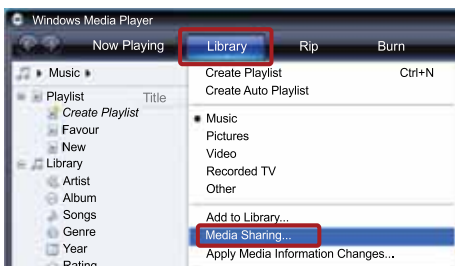 Windows Media Player
Now Playing Library Rip Burn
Music
Playlist Title
Create Playlist
Favour
New
Library
Artist
Album
Songs
Genre
Year
Rating
Create Playlist Ctrl+N
Create Auto Playlist
Music
Pictures
Video
Recorded TV
Other
Add to Library...
Media Sharing...
Apply Media Information Changes...